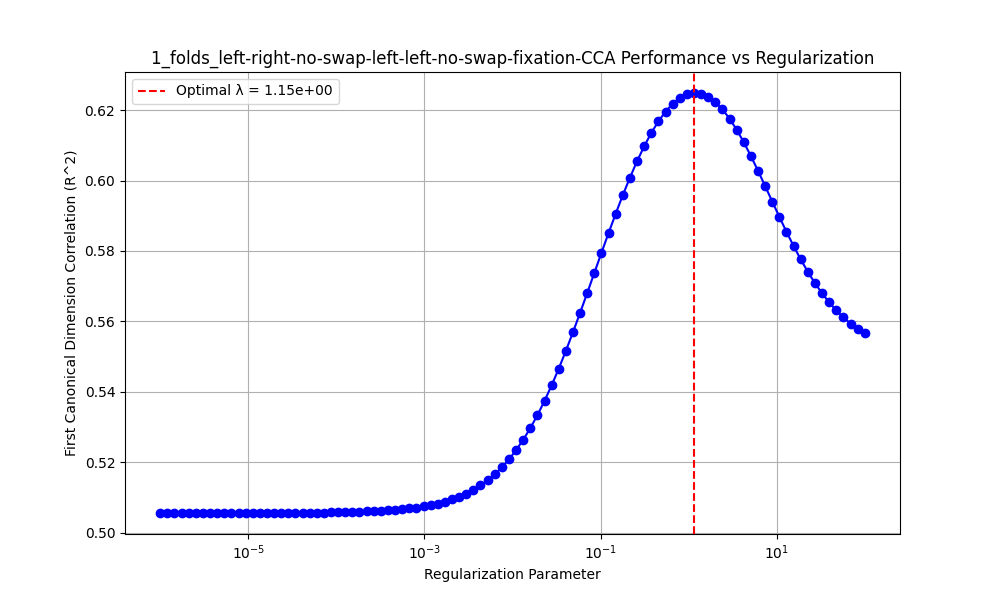 1_folds_left-right-no-swap-left-left-no-swap-fixation-CCA Performance vs Regularization
Optimal λ = 1.15e+00
First Canonical Dimension Correlation (R^2)
0.62
0.60
0.58
0.56
0.54
0.52
0.50
10⁻⁵ 10⁻³ 10⁻¹ 10¹
Regularization Parameter